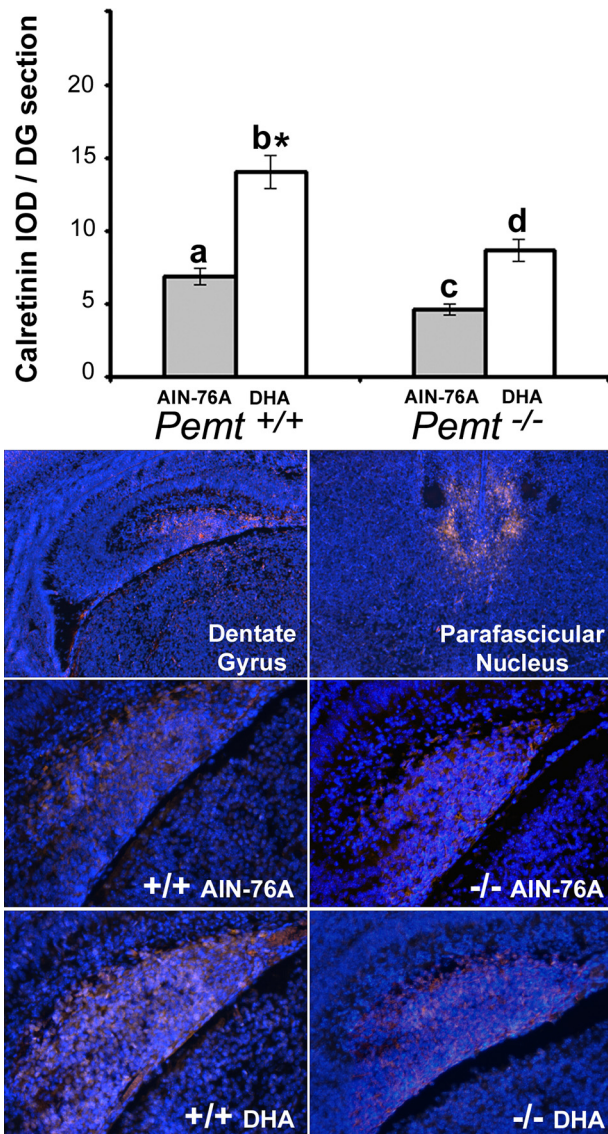 Calretinin IOD / DG section
20
15
10
5
0
a
b*
c
d
AIN-76A DHA AIN-76A DHA
Pemt +/+ Pemt -/-
Dentate
Gyrus
Parafascicular
Nucleus
+/+ AIN-76A
-/- AIN-76A
+/+ DHA
-/- DHA